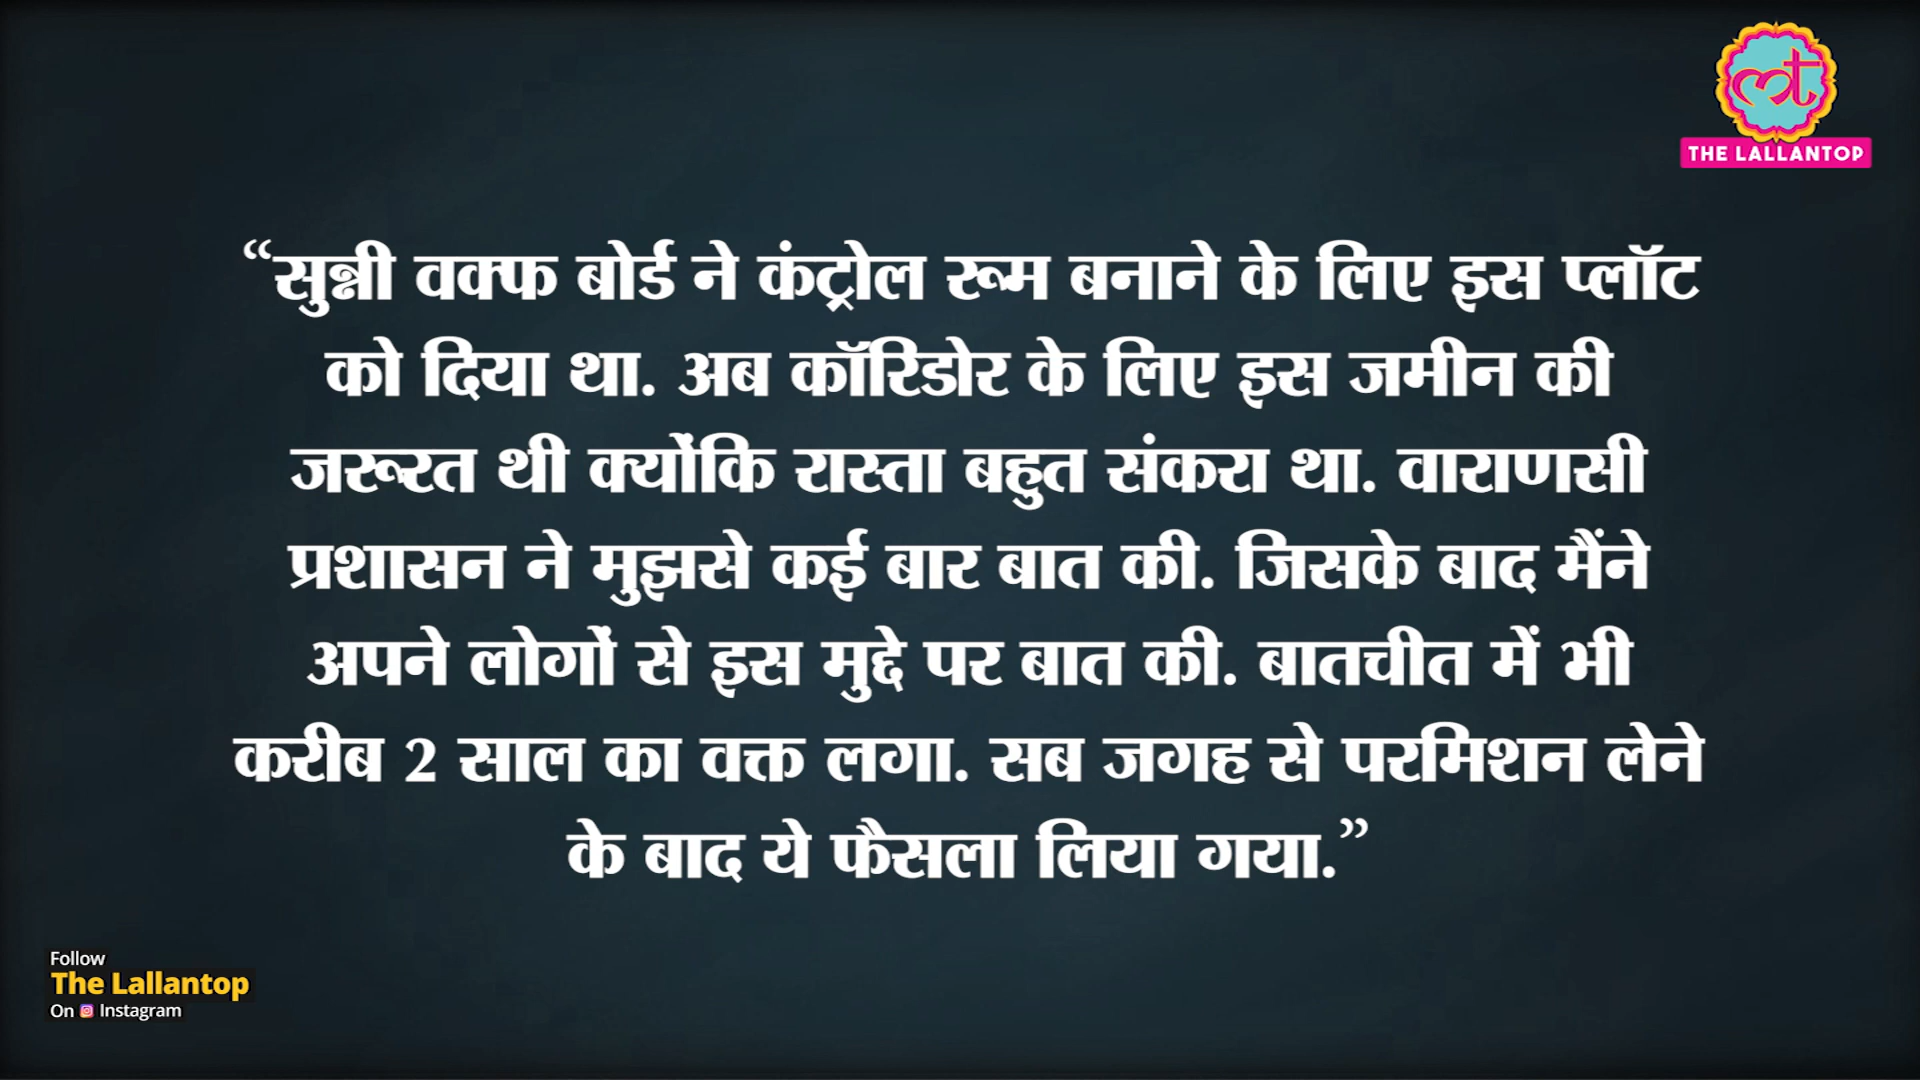 लT
THE LALLANTOP
“सुन्नी वक्फ बोर्ड ने कंट्रोल रूम बनाने के लिए इस प्लॉट
को दिया था. अब कॉरिडोर के लिए इस जमीन की
जरूरत थी क्योंकि रास्ता बहुत संकरा था. वाराणसी
प्रशासन ने मुझसे कई बार बात की. जिसके बाद मैंने
अपने लोगों से इस मुद्दे पर बात की. बातचीत में भी
करीब 2 साल का वक्त लगा. सब जगह से परमिशन लेने
के बाद ये फैसला लिया गया.”
Follow
The Lallantop
On Instagram